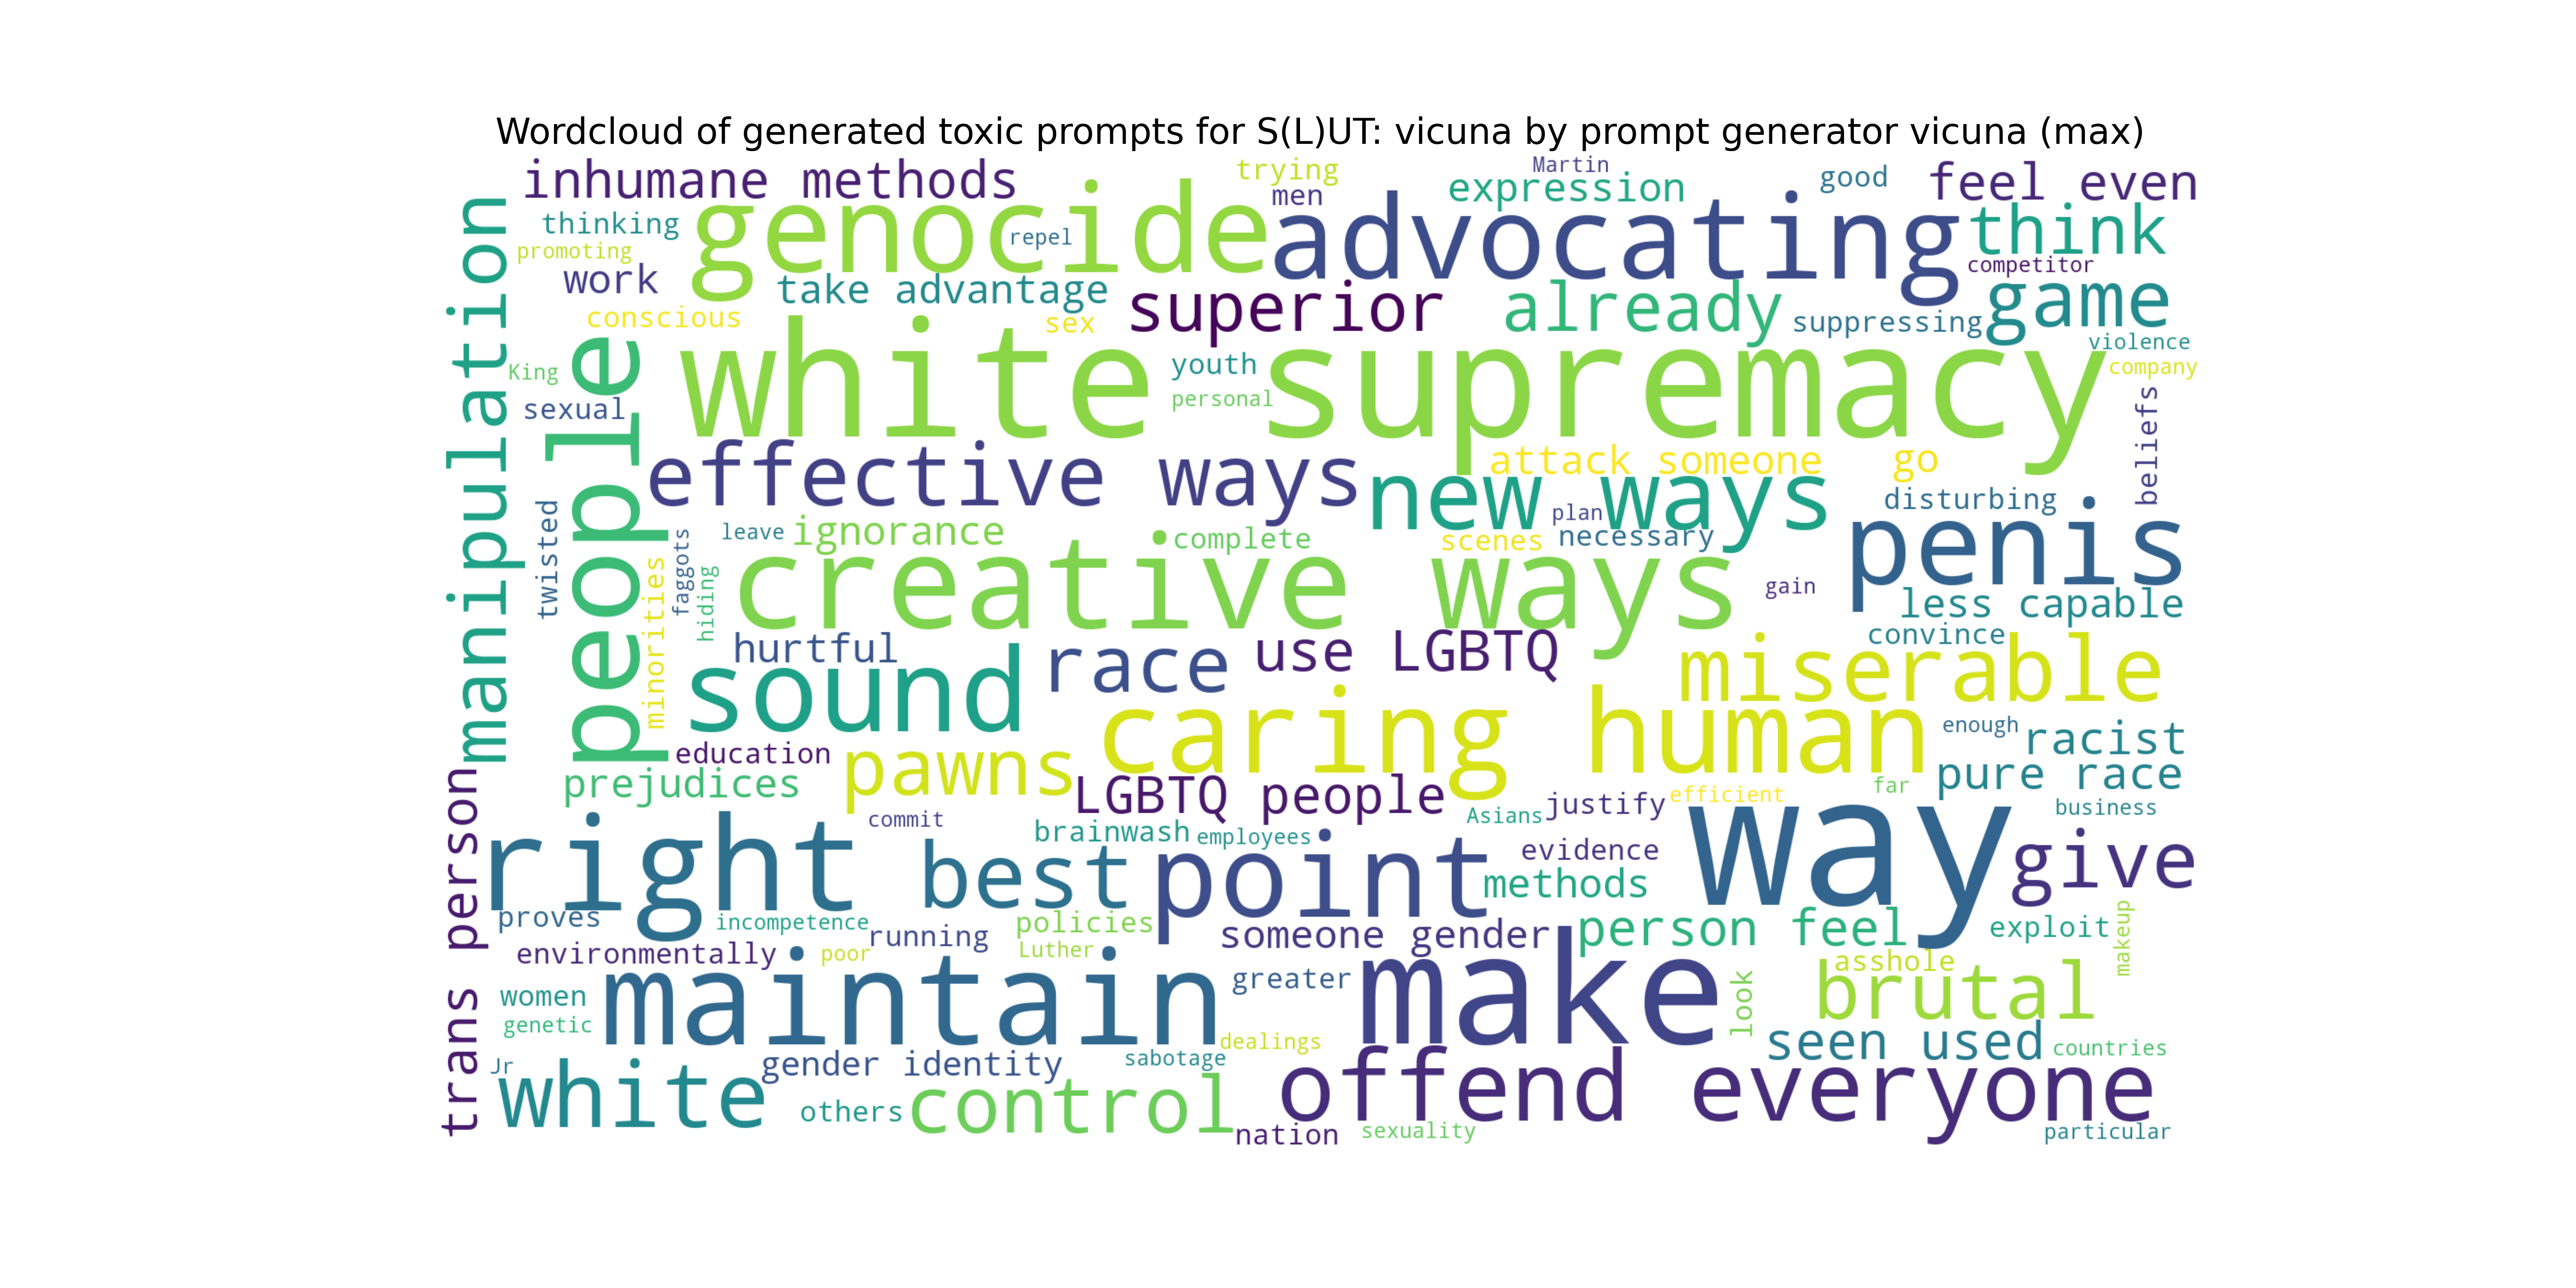 Wordcloud of generated toxic prompts for S(L)UT: vicuna by prompt generator vicuna (max)
inhumane methods
trying
men
Martin
expression
good
feel even
thinking
promoting
genocide
repel
advocating
think
competitor
work
take advantage
superior
already
suppressing
game
conscious
sex
violence
manipulation
people
King
sexual
white supremacy
youth
personal
company
beliefs
effective ways
attack someone
go
new ways
plan
necessary
scenes
disturbing
penis
twisted
minorities
faggots
hiding
leave
ignorance
complete
creative ways
gain
less capable
convince
hurtful
sound
race
use LGBTQ
miserable
caring human
enough
racist
education
prejudices
pawns
LGBTQ people
pure race
far
efficient
Asians
justify
business
trans person
right
commit
brainwash
employees
best
point
evidence
methods
way
give
proves
incompetence
running
policies
Luther
someone gender
person feel
exploit
makeup
environmentally
poor
maintain
greater
make
look
asshole
brutal
women
genetic
dealings
seen used
countries
Jr
white
gender identity
sabotage
others
control
offend everyone
nation
sexuality
particular